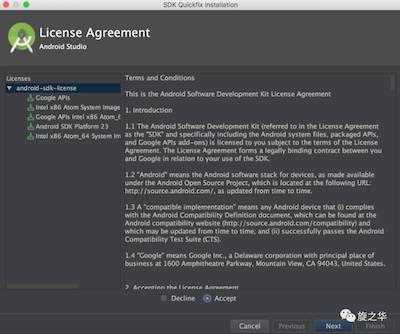 SDK Quickfix Installation
License Agreement
Android Studio
Licenses
android-sdk-license
Google APIs
Intel x86 Atom System Image
Google APIs Intel x86 Atom_6
Android SDK Platform 23
Intel x86 Atom_64 System Im
Terms and Conditions
This is the Android Software Development Kit License Agreement
1. Introduction
1.1 The Android Software Development Kit (referred to in the License Agreement
as the "SDK" and specifically including the Android system files, packaged APIs,
and Google APIs add-ons) is licensed to you subject to the terms of the License
Agreement. The License Agreement forms a legally binding contract between you
and Google in relation to your use of the SDK.
1.2 "Android" means the Android software stack for devices, as made available
under the Android Open Source Project, which is located at the following URL:
http://source.android.com/, as updated from time to time.
1.3 A "compatible implementation" means any Android device that (i) complies
with the Android Compatibility Definition document, which can be found at the
Android compatibility website (http://source.android.com/compatibility) and
which may be updated from time to time; and (ii) successfully passes the Android
Compatibility Test Suite (CTS).
1.4 "Google" means Google Inc., a Delaware corporation with principal place of
business at 1600 Amphitheatre Parkway, Mountain View, CA 94043, United States.
2. Accepting the License Agreement
Decline
Accept
旋之华
Cancel
Previous
Next
Finish